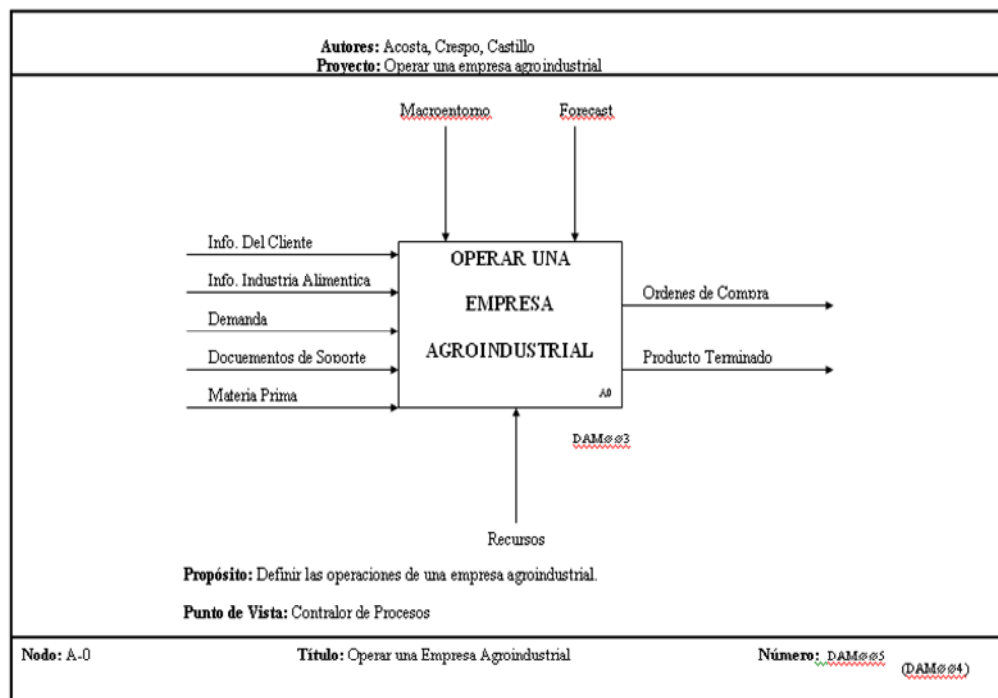 Autores: Acosta, Crespo, Castillo
Proyecto: Operar una empresa agroindustrial
Macroentorno
Forecast
Info. Del Cliente
Info. Industria Alimentica
Demanda
Docuementos de Soporte
Materia Prima
OPERAR UNA
EMPRESA
AGROINDUSTRIAL
A0
Ordenes de Compra
Producto Terminado
DAMøø3
Recursos
Propósito: Definir las operaciones de una empresa agroindustrial.
Punto de Vista: Contralor de Procesos
Nodo: A-0
Título: Operar una Empresa Agroindustrial
Número: DAMøø5
(DAMøø4)